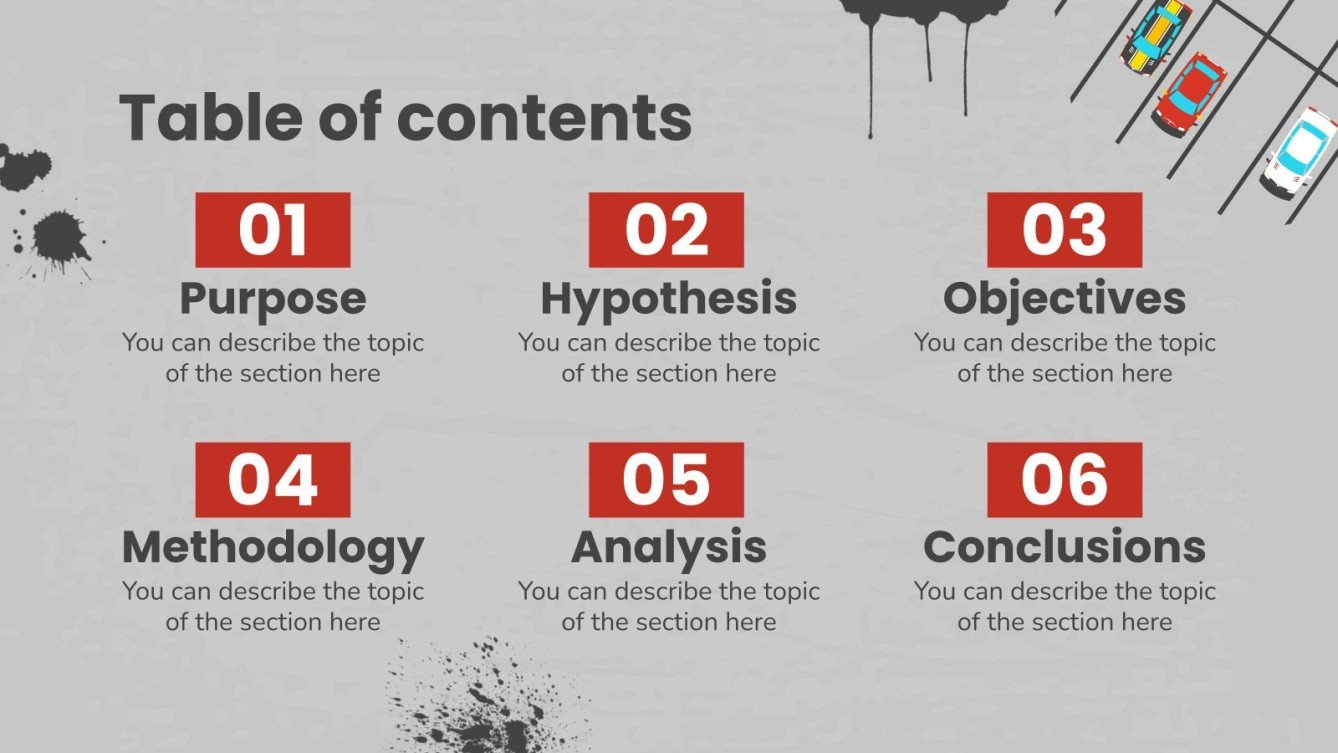 Table of contents
01
Purpose
You can describe the topic
of the section here
02
Hypothesis
You can describe the topic
of the section here
03
Objectives
You can describe the topic
of the section here
04
Methodology
You can describe the topic
of the section here
05
Analysis
You can describe the topic
of the section here
06
Conclusions
You can describe the topic
of the section here